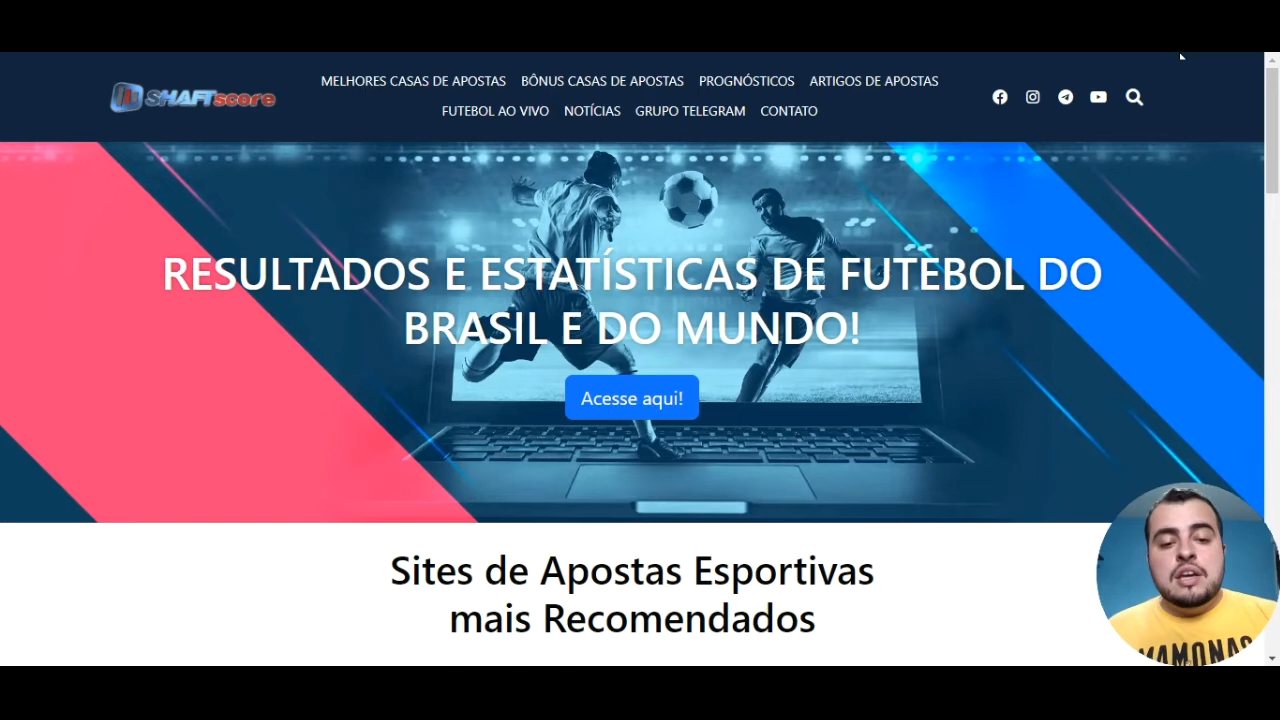 SHAFTscore
MELHORES CASAS DE APOSTAS BÔNUS CASAS DE APOSTAS PROGNÓSTICOS ARTIGOS DE APOSTAS
FUTEBOL AO VIVO NOTÍCIAS GRUPO TELEGRAM CONTATO
RESULTADOS E ESTATÍSTICAS DE FUTEBOL DO
BRASIL E DO MUNDO!
Acesse aqui!
Sites de Apostas Esportivas
mais Recomendados
MAMONAS